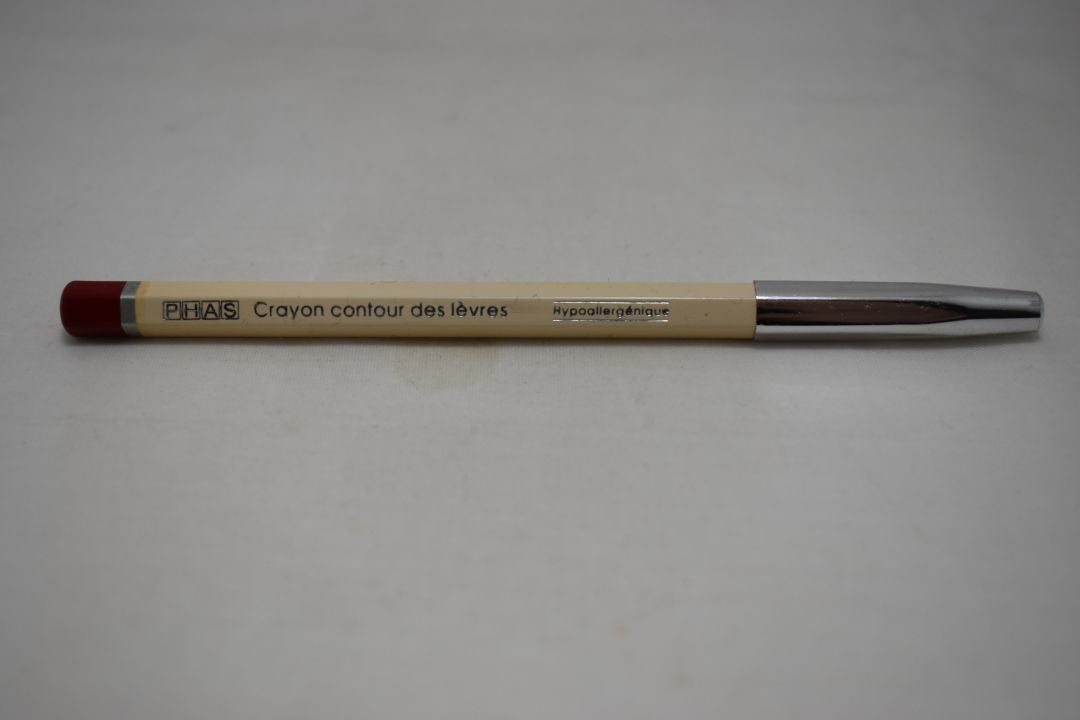 PHAS Crayon contour des lèvres Hypoallergénique